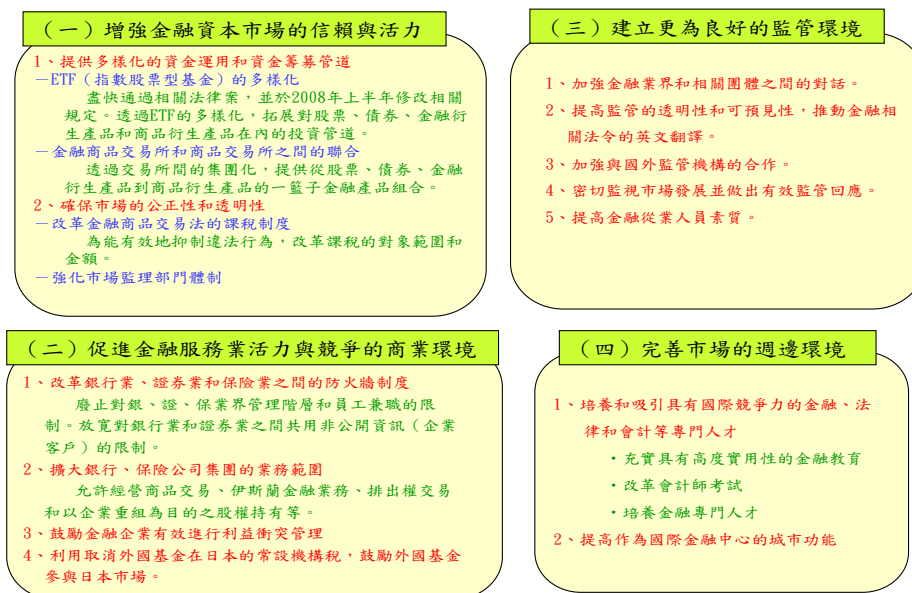 （一）增強金融資本市場的信賴與活力
1、提供多樣化的資金運用和資金籌募管道
－ETF（指數股票型基金）的多樣化
盡快通過相關法律案，並於2008年上半年修改相關
規定。透過ETF的多樣化，拓展對股票、債券、金融衍
生產品和商品衍生產品在內的投資管道。
－金融商品交易所和商品交易所之間的聯合
透過交易所間的集團化，提供從股票、債券、金融
衍生產品到商品衍生產品的一籃子金融產品組合。
2、確保市場的公正性和透明性
－改革金融商品交易法的課稅制度
為能有效地抑制違法行為，改革課稅的對象範圍和
金額。
－強化市場監理部門體制
（二）促進金融服務業活力與競爭的商業環境
1、改革銀行業、證券業和保險業之間的防火牆制度
廢止對銀、證、保業界管理階層和員工兼職的限
制。放寬對銀行業和證券業之間共用非公開資訊（企業
客戶）的限制。
2、擴大銀行、保險公司集團的業務範圍
允許經營商品交易、伊斯蘭金融業務、排出權交易
和以企業重組為目的之股權持有等。
3、鼓勵金融企業有效進行利益衝突管理
4、利用取消外國基金在日本的常設機構稅，鼓勵外國基金
參與日本市場。
（三）建立更為良好的監管環境
1、加強金融業界和相關團體之間的對話。
2、提高監管的透明性和可預見性，推動金融相
關法令的英文翻譯。
3、加強與國外監管機構的合作。
4、密切監視市場發展並做出有效監管回應。
5、提高金融從業人員素質。
（四）完善市場的週邊環境
1、培養和吸引具有國際競爭力的金融、法
律和會計等專門人才
・充實具有高度實用性的金融教育
・改革會計師考試
・培養金融專門人才
2、提高作為國際金融中心的城市功能